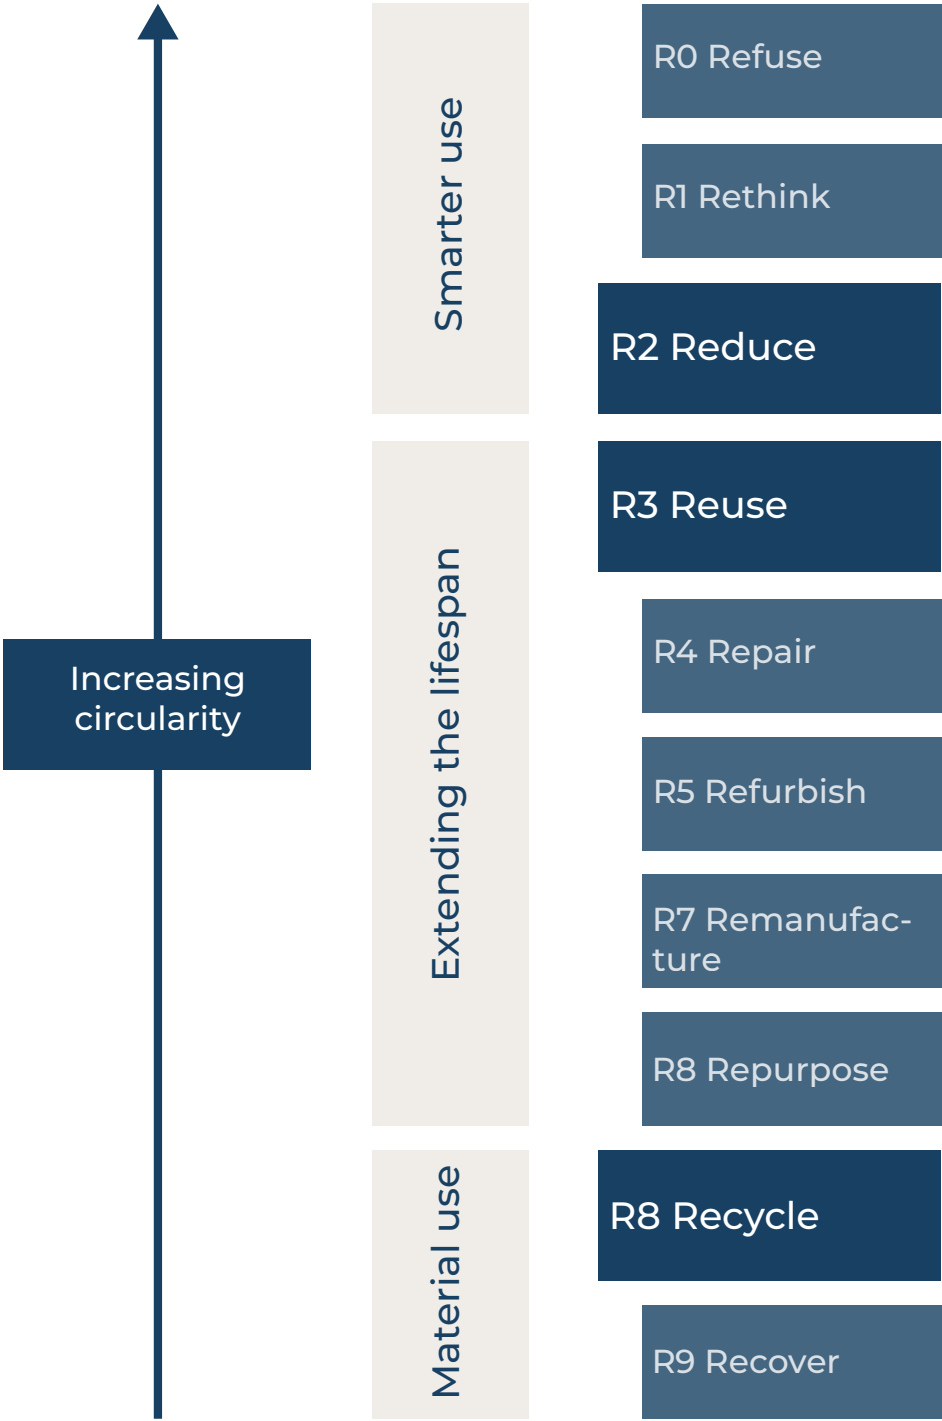 Increasing
circularity
Smarter use
R0 Refuse
R1 Rethink
R2 Reduce
Extending the lifespan
R3 Reuse
R4 Repair
R5 Refurbish
R7 Remanufac-
ture
R8 Repurpose
Material use
R8 Recycle
R9 Recover